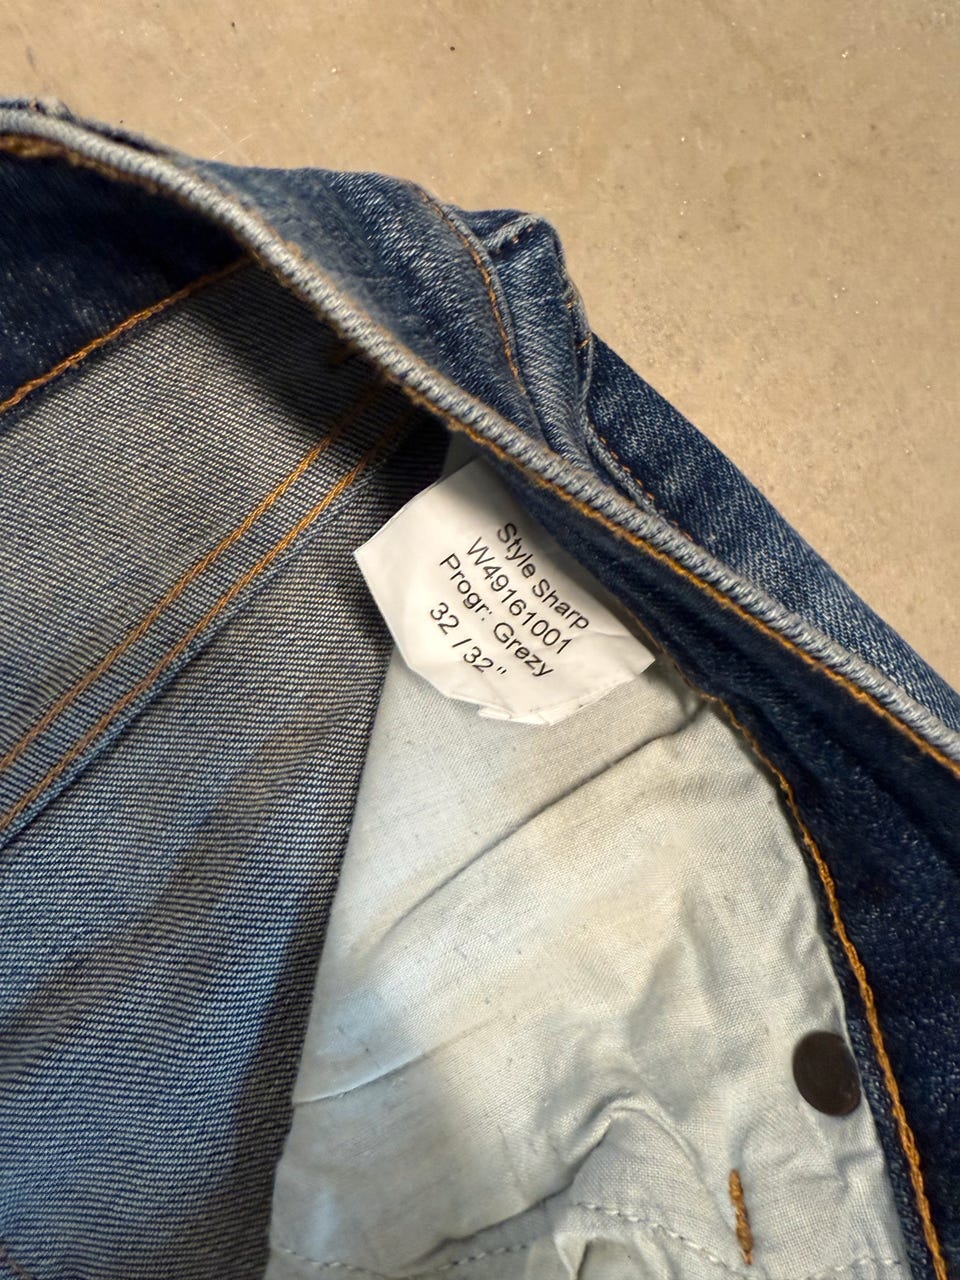 Style Sharp
W49161001
Progr: Grezy
32 / 32"